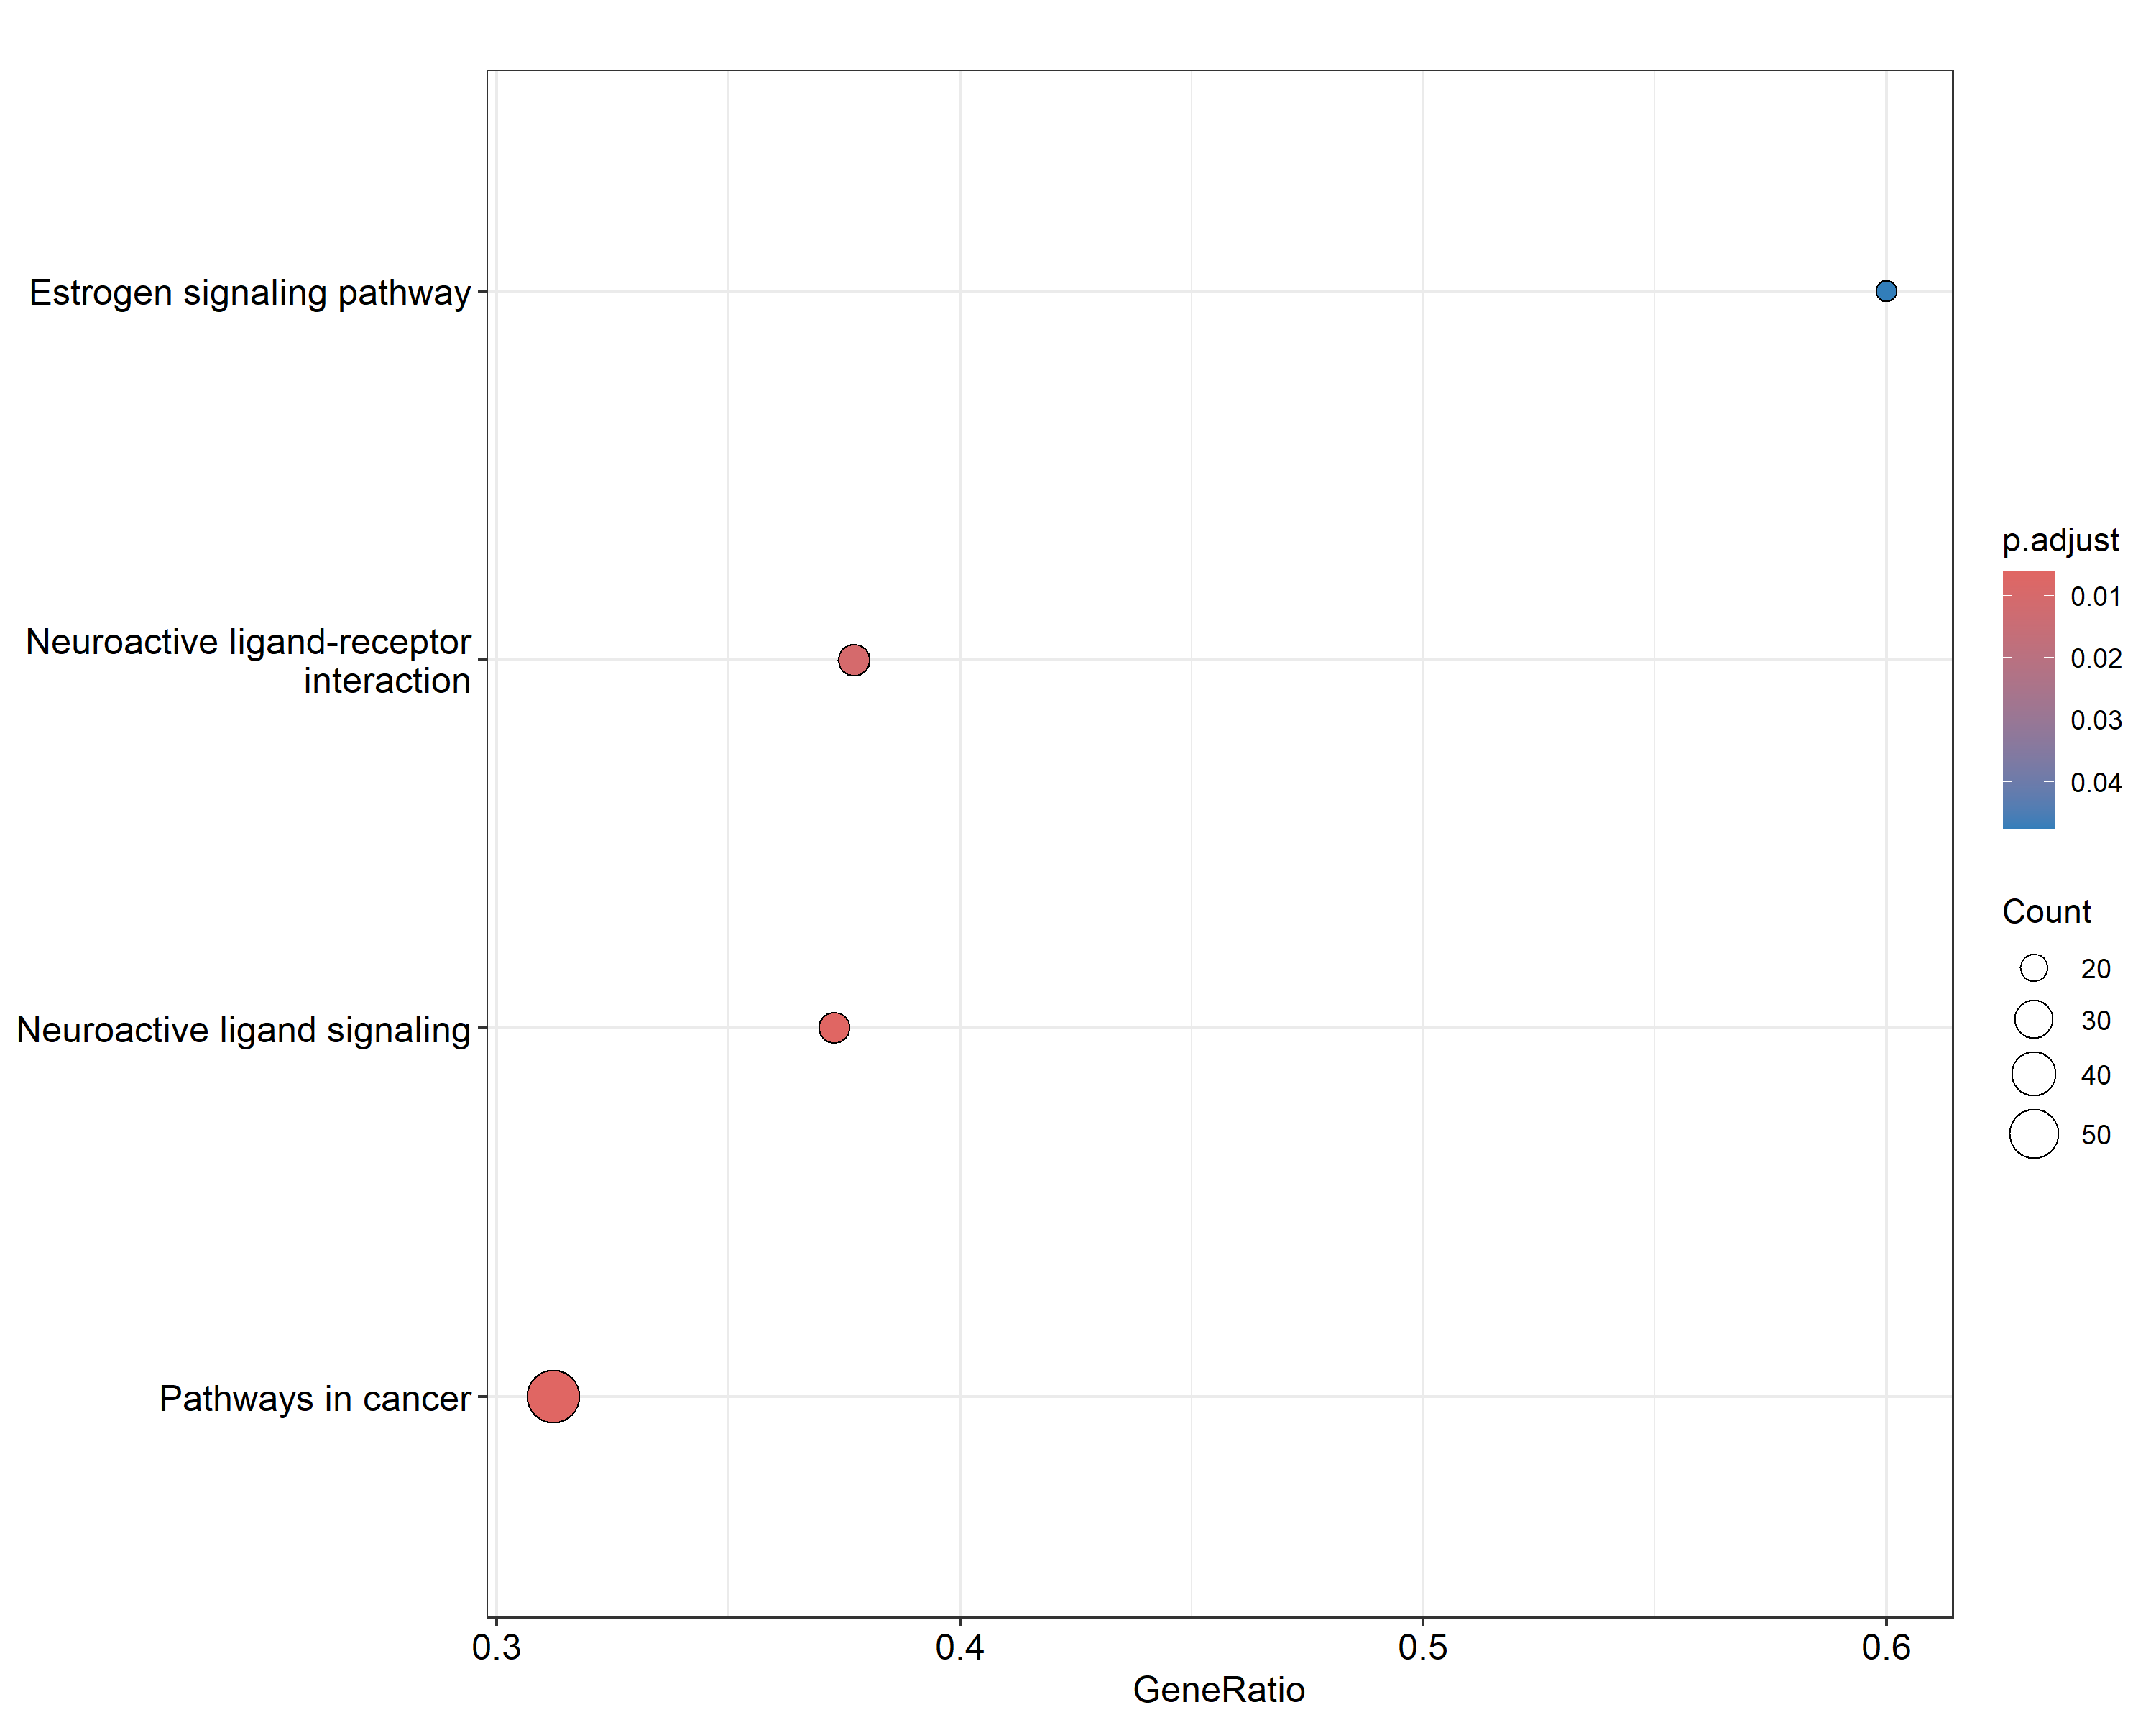 Estrogen signaling pathway
Neuroactive ligand-receptor
interaction
Neuroactive ligand signaling
Pathways in cancer
0.3
0.4
0.5
0.6
GeneRatio
p.adjust
0.01
0.02
0.03
0.04
Count
20
30
40
50